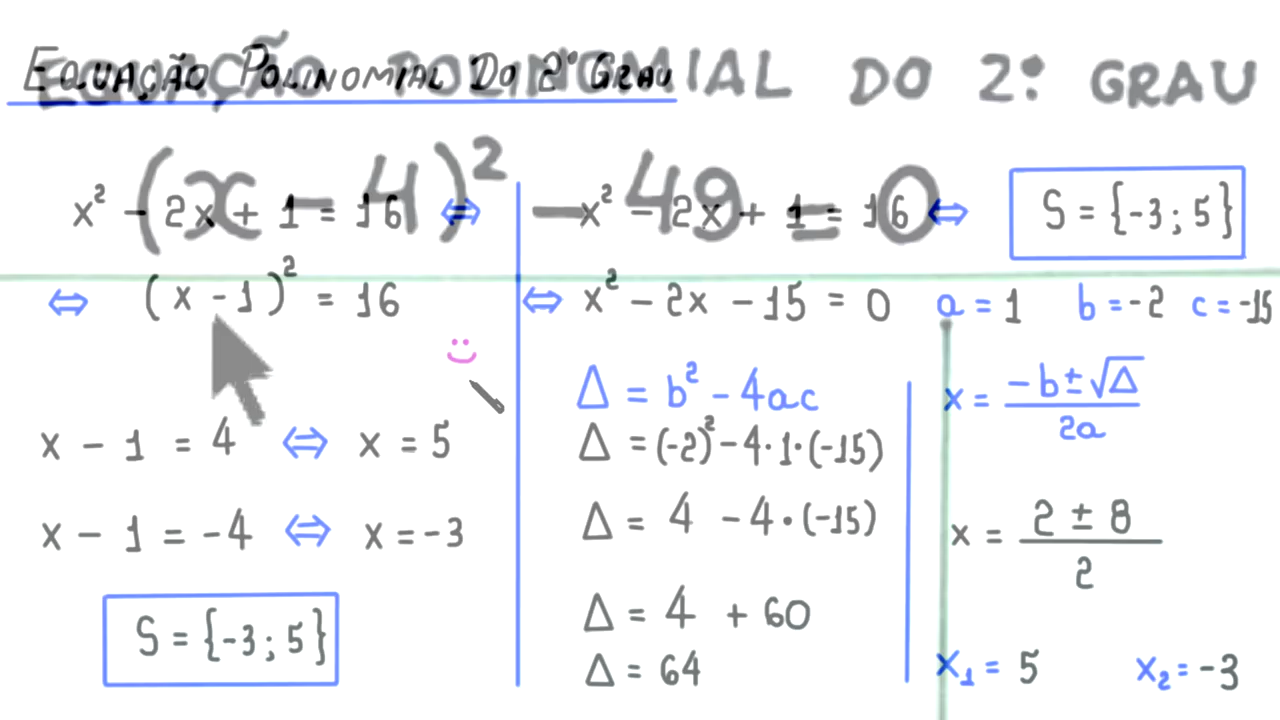 Equação Polinomial Do 2º Grau
EQUAÇÃO POLINOMIAL DO 2º GRAU
(x - 4)² - 49 = 0
x² - 2x + 1 = 16 ⇔
⇔ (x - 1)² = 16
x - 1 = 4 ⇔ x = 5
x - 1 = -4 ⇔ x = -3
S = {-3; 5}
x² - 2x + 1 = 16 ⇔
⇔ x² - 2x - 15 = 0
a = 1 b = -2 c = -15
Δ = b² - 4ac
Δ = (-2)² - 4·1·(-15)
Δ = 4 - 4·(-15)
Δ = 4 + 60
Δ = 64
x = (-b ± √Δ) / 2a
x = (2 ± 8) / 2
x₁ = 5 x₂ = -3
S = {-3; 5}